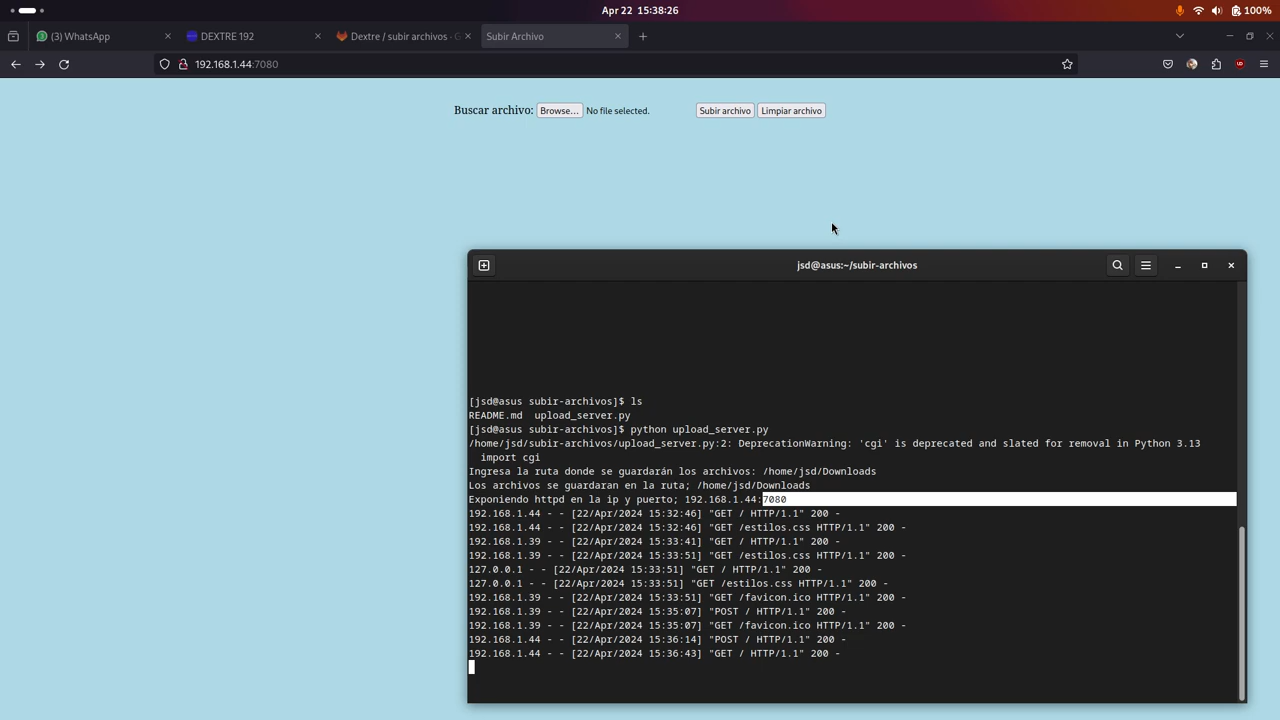 Apr 22 15:38:26
100%
(3) WhatsApp
DEXTRE 192
Dextre / subir archivos · G
Subir Archivo
192.168.1.44:7080
Buscar archivo: Browse... No file selected. Subir archivo Limpiar archivo
jsd@asus:~/subir-archivos
[jsd@asus subir-archivos]$ ls
README.md  upload_server.py
[jsd@asus subir-archivos]$ python upload_server.py
/home/jsd/subir-archivos/upload_server.py:2: DeprecationWarning: 'cgi' is deprecated and slated for removal in Python 3.13
  import cgi
Ingresa la ruta donde se guardarán los archivos: /home/jsd/Downloads
Los archivos se guardaran en la ruta; /home/jsd/Downloads
Exponiendo httpd en la ip y puerto; 192.168.1.44:7080
192.168.1.44 - - [22/Apr/2024 15:32:46] "GET / HTTP/1.1" 200 -
192.168.1.44 - - [22/Apr/2024 15:32:46] "GET /estilos.css HTTP/1.1" 200 -
192.168.1.39 - - [22/Apr/2024 15:33:41] "GET / HTTP/1.1" 200 -
192.168.1.39 - - [22/Apr/2024 15:33:51] "GET /estilos.css HTTP/1.1" 200 -
127.0.0.1 - - [22/Apr/2024 15:33:51] "GET / HTTP/1.1" 200 -
127.0.0.1 - - [22/Apr/2024 15:33:51] "GET /estilos.css HTTP/1.1" 200 -
192.168.1.39 - - [22/Apr/2024 15:33:51] "GET /favicon.ico HTTP/1.1" 200 -
192.168.1.39 - - [22/Apr/2024 15:35:07] "POST / HTTP/1.1" 200 -
192.168.1.39 - - [22/Apr/2024 15:35:07] "GET /favicon.ico HTTP/1.1" 200 -
192.168.1.44 - - [22/Apr/2024 15:36:14] "POST / HTTP/1.1" 200 -
192.168.1.44 - - [22/Apr/2024 15:36:43] "GET / HTTP/1.1" 200 -